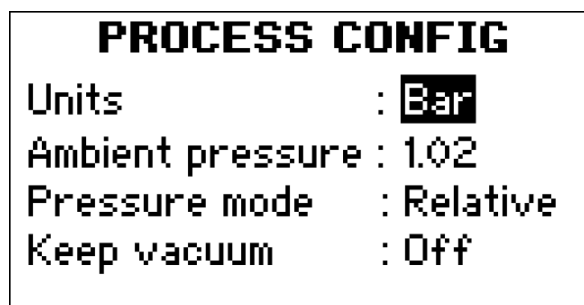 PROCESS CONFIG
Units : Bar
Ambient pressure : 1.02
Pressure mode : Relative
Keep vacuum : Off